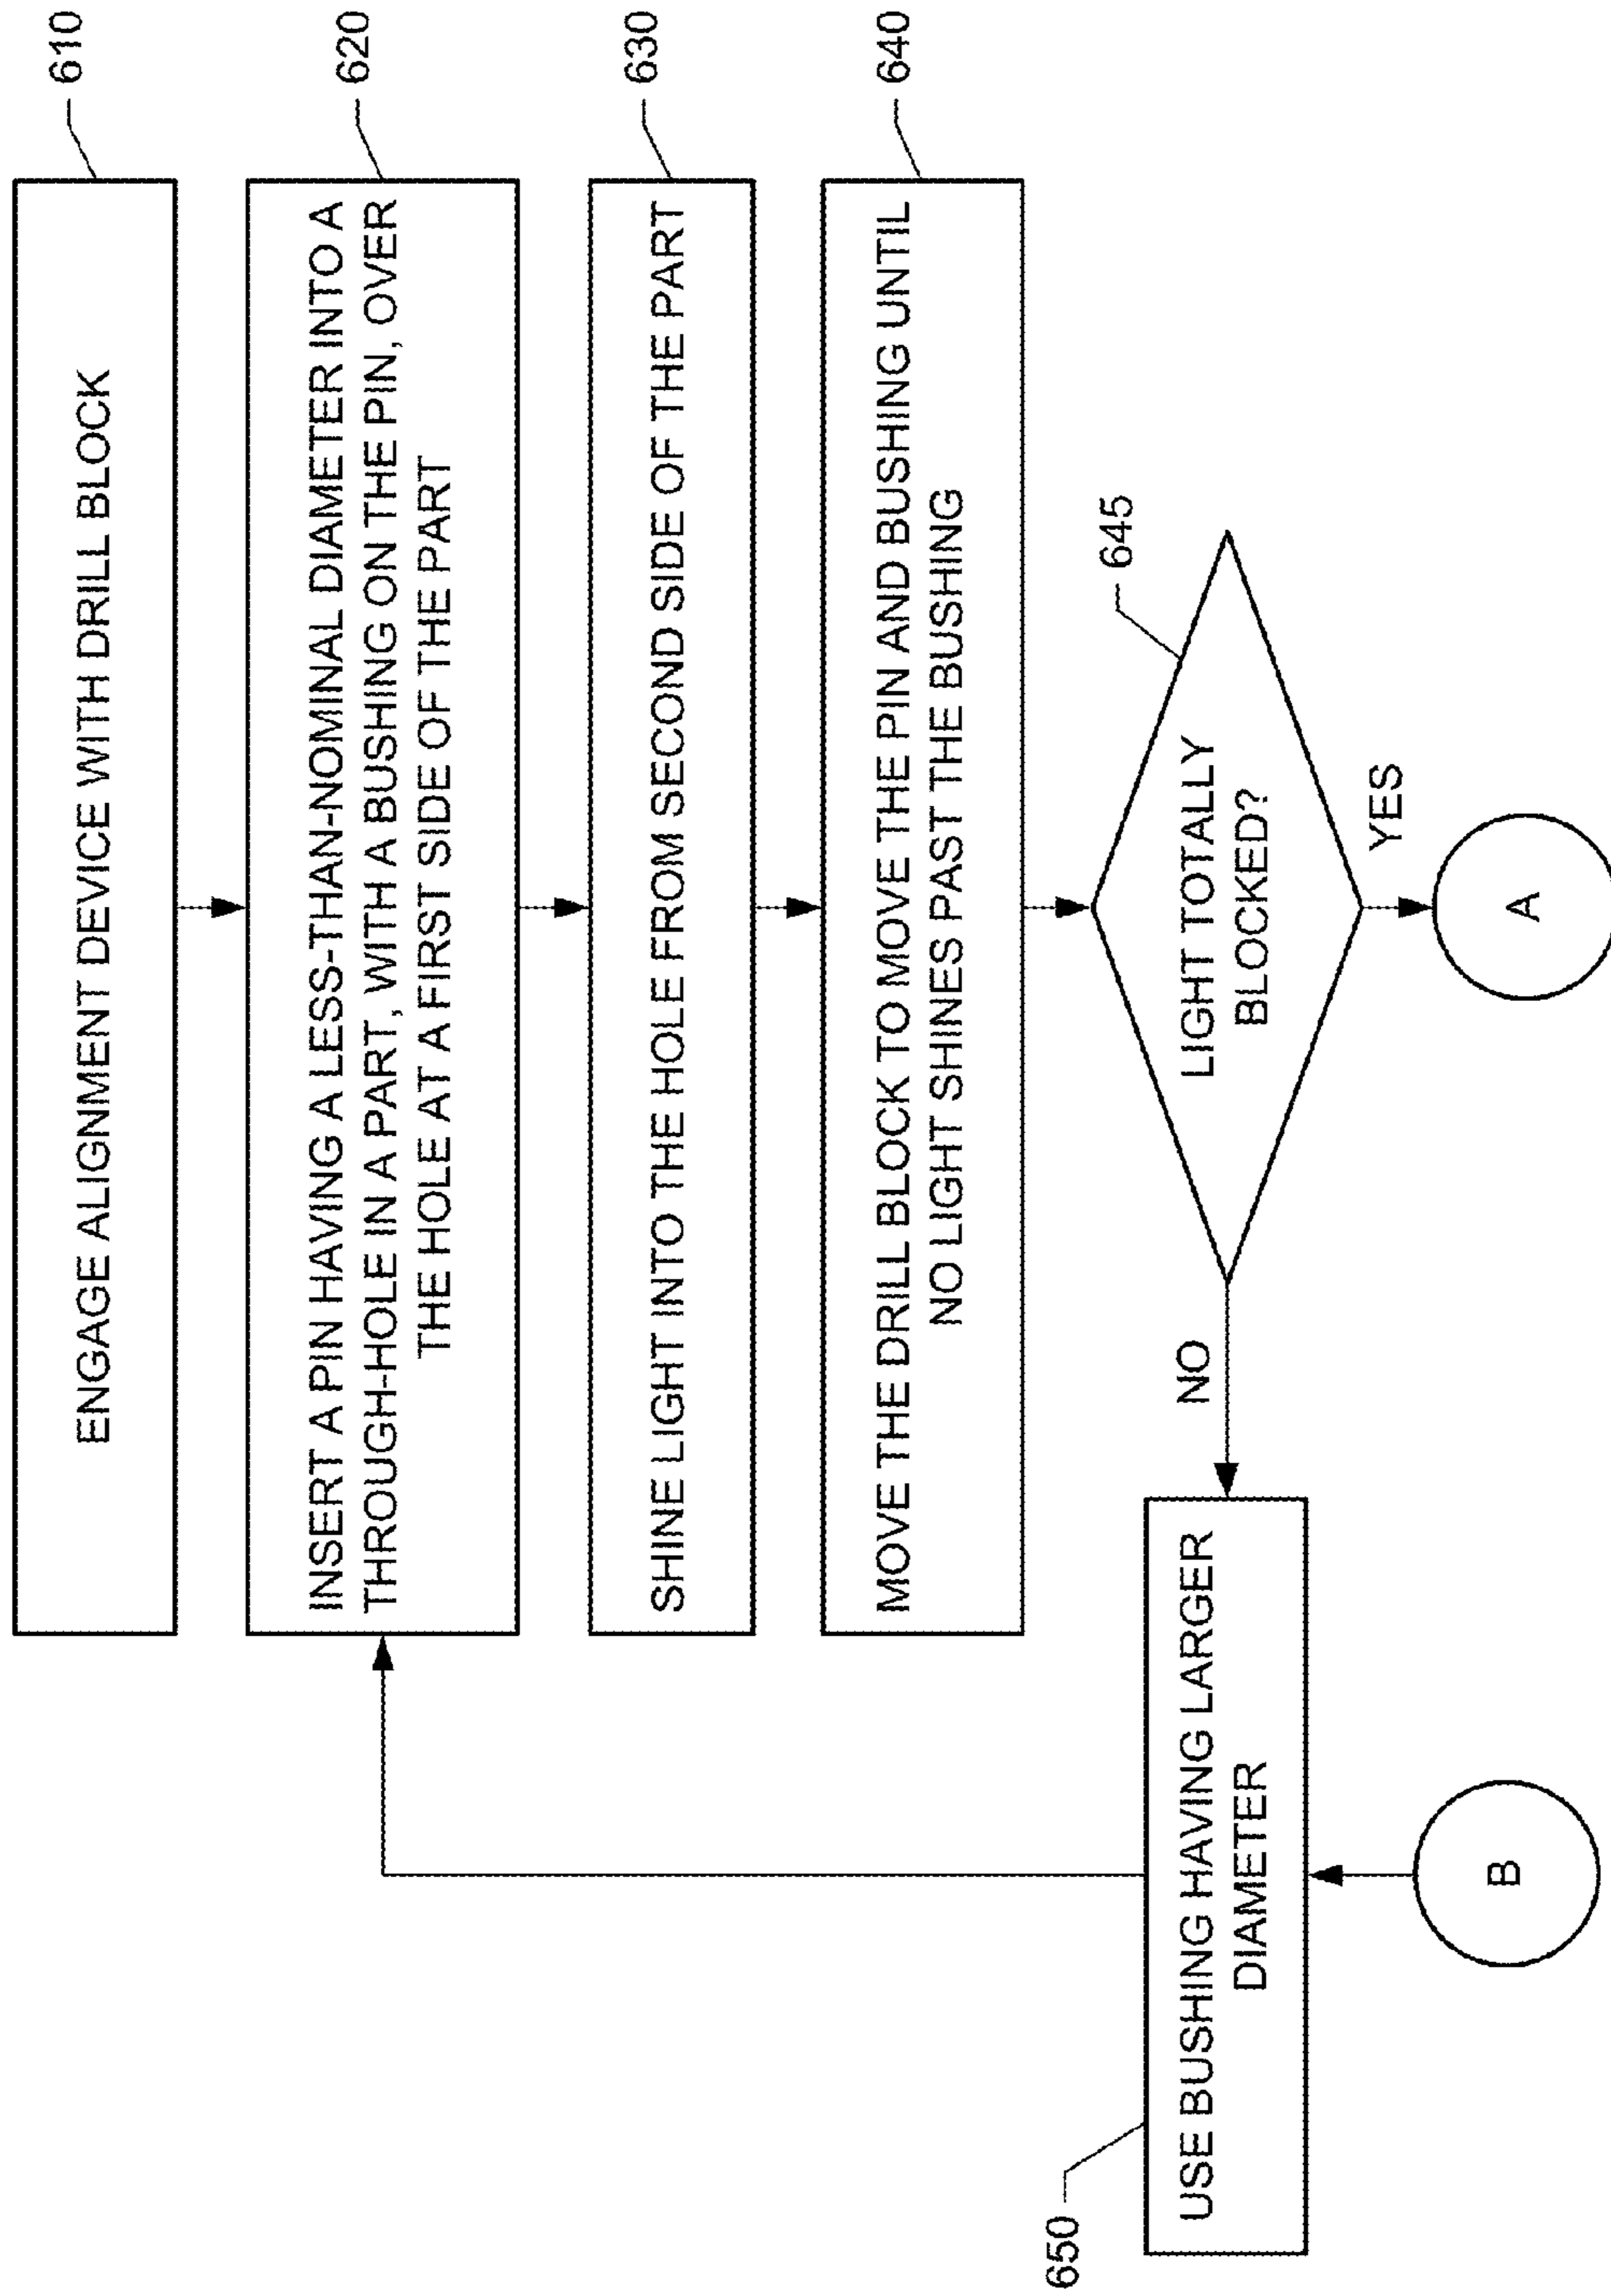 ENGAGE ALIGNMENT DEVICE WITH DRILL BLOCK
610
INSERT A PIN HAVING A LESS-THAN-NOMINAL DIAMETER INTO A
THROUGH-HOLE IN A PART, WITH A BUSHING ON THE PIN, OVER
THE HOLE AT A FIRST SIDE OF THE PART
620
SHINE LIGHT INTO THE HOLE FROM SECOND SIDE OF THE PART
630
MOVE THE DRILL BLOCK TO MOVE THE PIN AND BUSHING UNTIL
NO LIGHT SHINES PAST THE BUSHING
640
LIGHT TOTALLY
BLOCKED?
645
NO
YES
650
USE BUSHING HAVING LARGER
DIAMETER
B
A